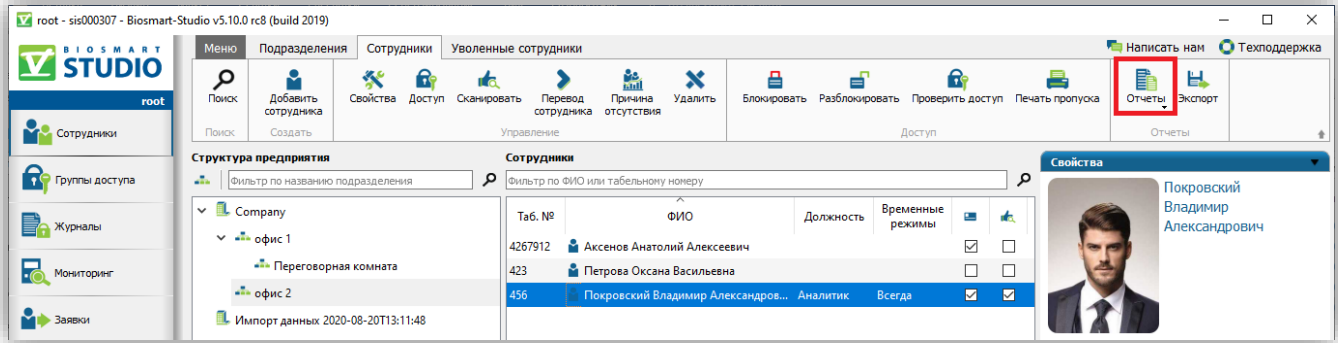 root - sis000307 - Biosmart-Studio v5.10.0 rc8 (build 2019)
BIOSMART
STUDIO
root
Сотрудники
Группы доступа
Журналы
Мониторинг
Заявки
Меню Подразделения Сотрудники Уволенные сотрудники Написать нам Техподдержка
Поиск
Добавить
сотрудника
Свойства
Доступ
Сканировать
Перевод
сотрудника
Причина
отсутствия
Удалить
Блокировать
Разблокировать
Проверить доступ
Печать пропуска
Отчеты
Экспорт
Поиск Создать Управление Доступ Отчеты
Структура предприятия
Фильтр по названию подразделения
Company
офис 1
Переговорная комната
офис 2
Импорт данных 2020-08-20T13:11:48
Сотрудники
Фильтр по ФИО или табельному номеру
Таб. № ФИО Должность Временные
режимы
4267912 Аксенов Анатолий Алексеевич
423 Петрова Оксана Васильевна
456 Покровский Владимир Александров... Аналитик Всегда
Свойства
Покровский
Владимир
Александрович